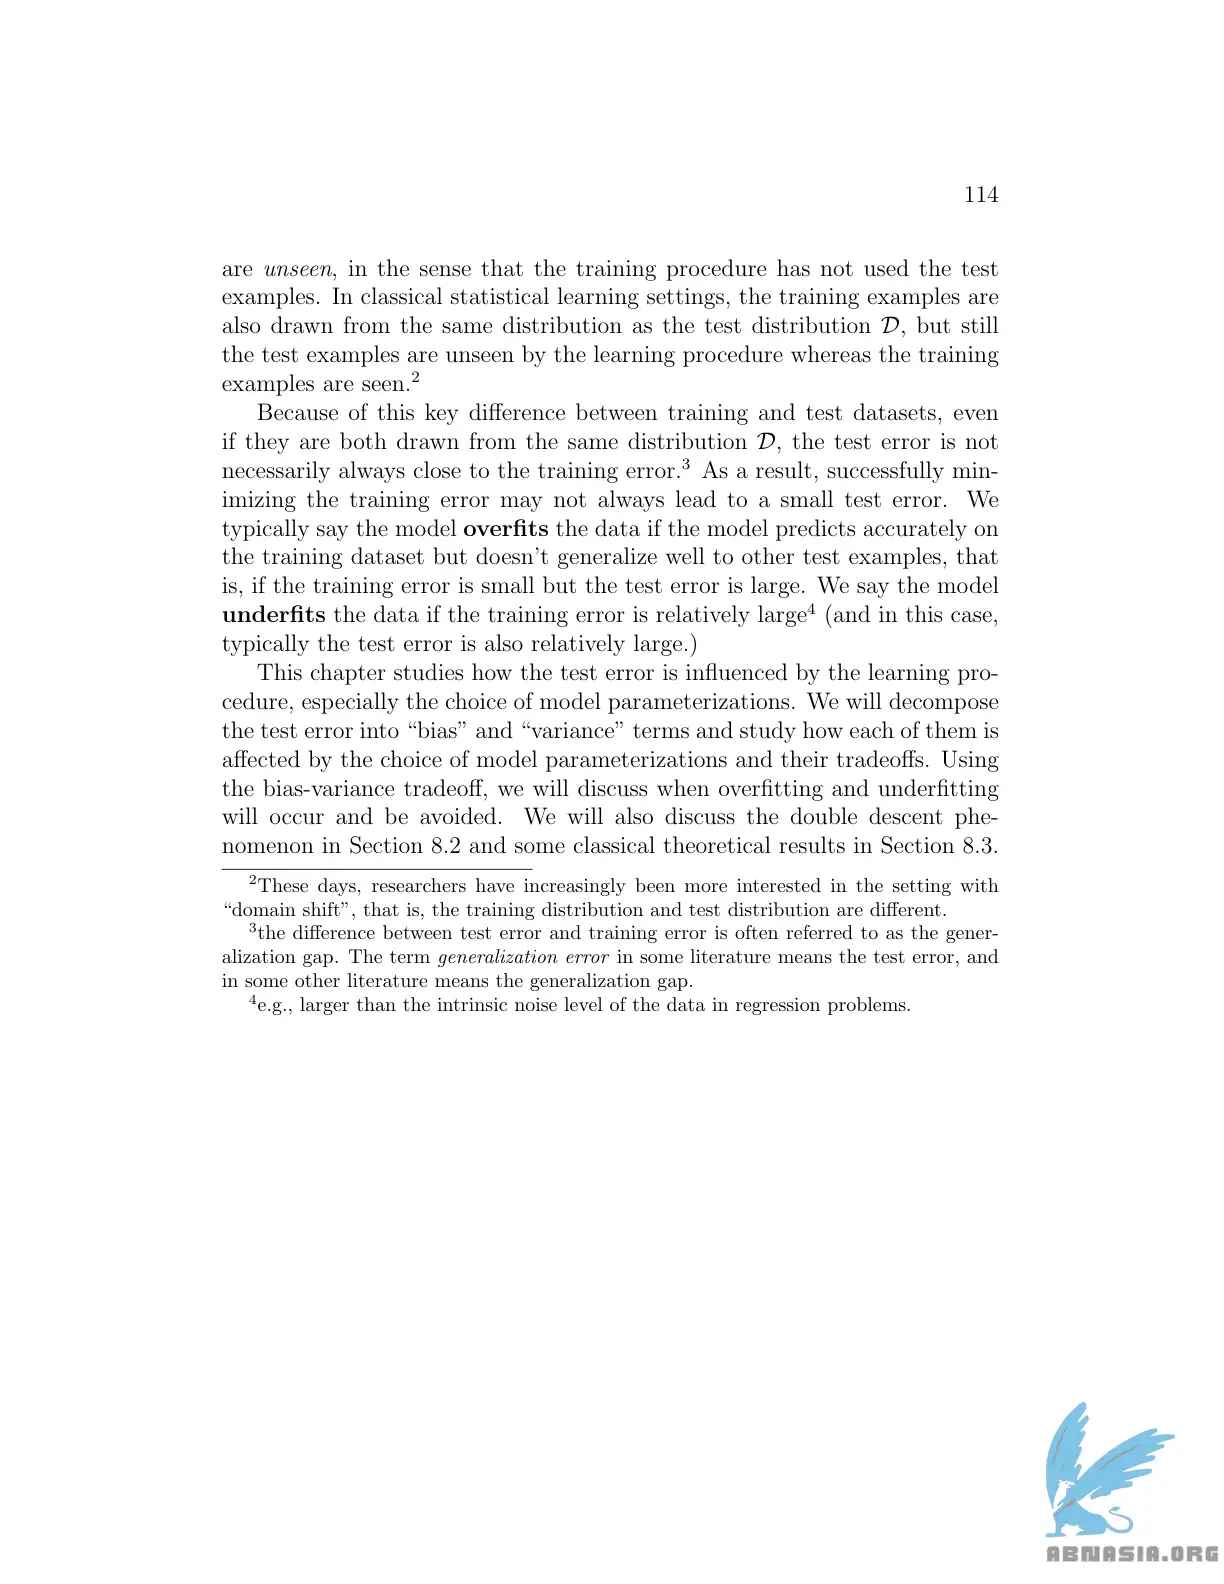 114
are unseen, in the sense that the training procedure has not used the test
examples. In classical statistical learning settings, the training examples are
also drawn from the same distribution as the test distribution 𝒟, but still
the test examples are unseen by the learning procedure whereas the training
examples are seen.²
Because of this key difference between training and test datasets, even
if they are both drawn from the same distribution 𝒟, the test error is not
necessarily always close to the training error.³ As a result, successfully min-
imizing the training error may not always lead to a small test error. We
typically say the model overfits the data if the model predicts accurately on
the training dataset but doesn't generalize well to other test examples, that
is, if the training error is small but the test error is large. We say the model
underfits the data if the training error is relatively large⁴ (and in this case,
typically the test error is also relatively large.)
This chapter studies how the test error is influenced by the learning pro-
cedure, especially the choice of model parameterizations. We will decompose
the test error into “bias” and “variance” terms and study how each of them is
affected by the choice of model parameterizations and their tradeoffs. Using
the bias-variance tradeoff, we will discuss when overfitting and underfitting
will occur and be avoided. We will also discuss the double descent phe-
nomenon in Section 8.2 and some classical theoretical results in Section 8.3.
²These days, researchers have increasingly been more interested in the setting with
“domain shift”, that is, the training distribution and test distribution are different.
³the difference between test error and training error is often referred to as the gener-
alization gap. The term generalization error in some literature means the test error, and
in some other literature means the generalization gap.
⁴e.g., larger than the intrinsic noise level of the data in regression problems.
ABNASIA.ORG